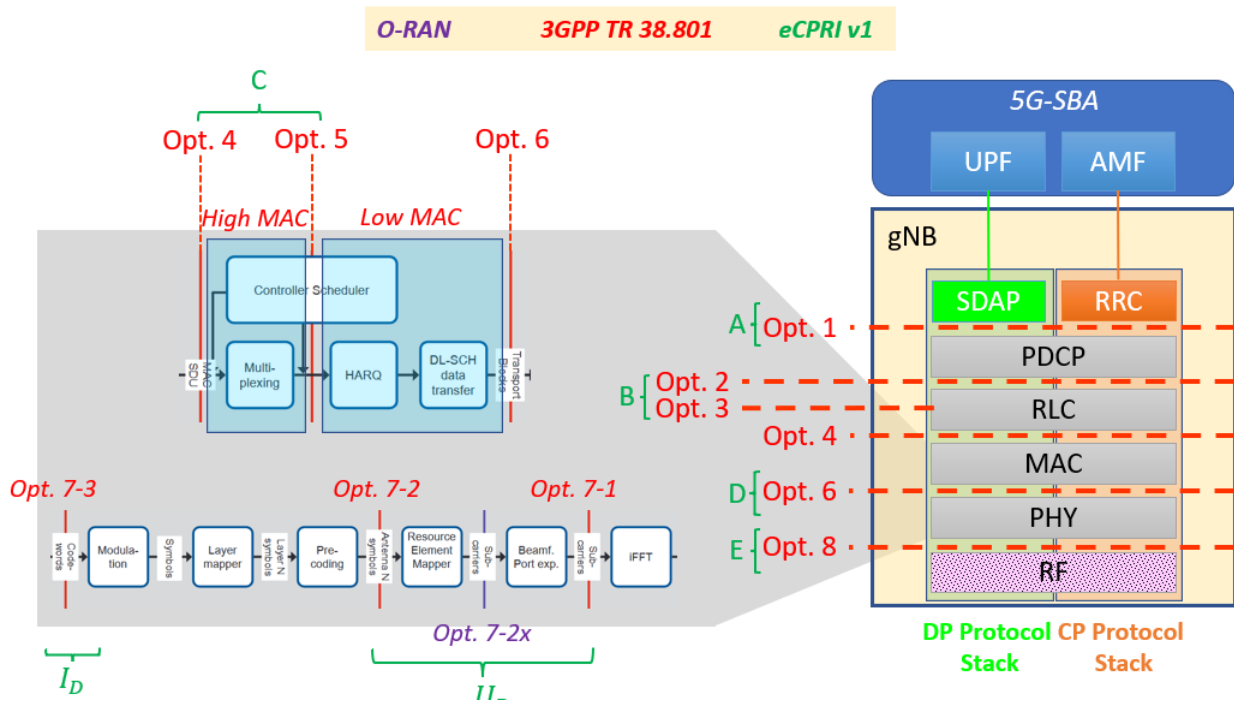 O-RAN 3GPP TR 38.801 eCPRI v1
C
Opt. 4 Opt. 5 Opt. 6
High MAC Low MAC
Controller Scheduler
MAC SDU
Multi-
plexing
HARQ
DL-SCH
data
transfer
Transport
Blocks
Opt. 7-3 Opt. 7-2 Opt. 7-1
Code-
words
Modula-
tion
Symbols
Layer
mapper
Layer N
symbols
Pre-
coding
Antenna N
symbols
Resource
Element
Mapper
Sub-
carriers
Beamf.
Port exp.
Sub-
carriers
iFFT
Opt. 7-2x
I_D
5G-SBA
UPF AMF
gNB
SDAP RRC
A Opt. 1
PDCP
Opt. 2
B
Opt. 3
RLC
Opt. 4
MAC
D Opt. 6
PHY
E Opt. 8
RF
DP Protocol
Stack
CP Protocol
Stack